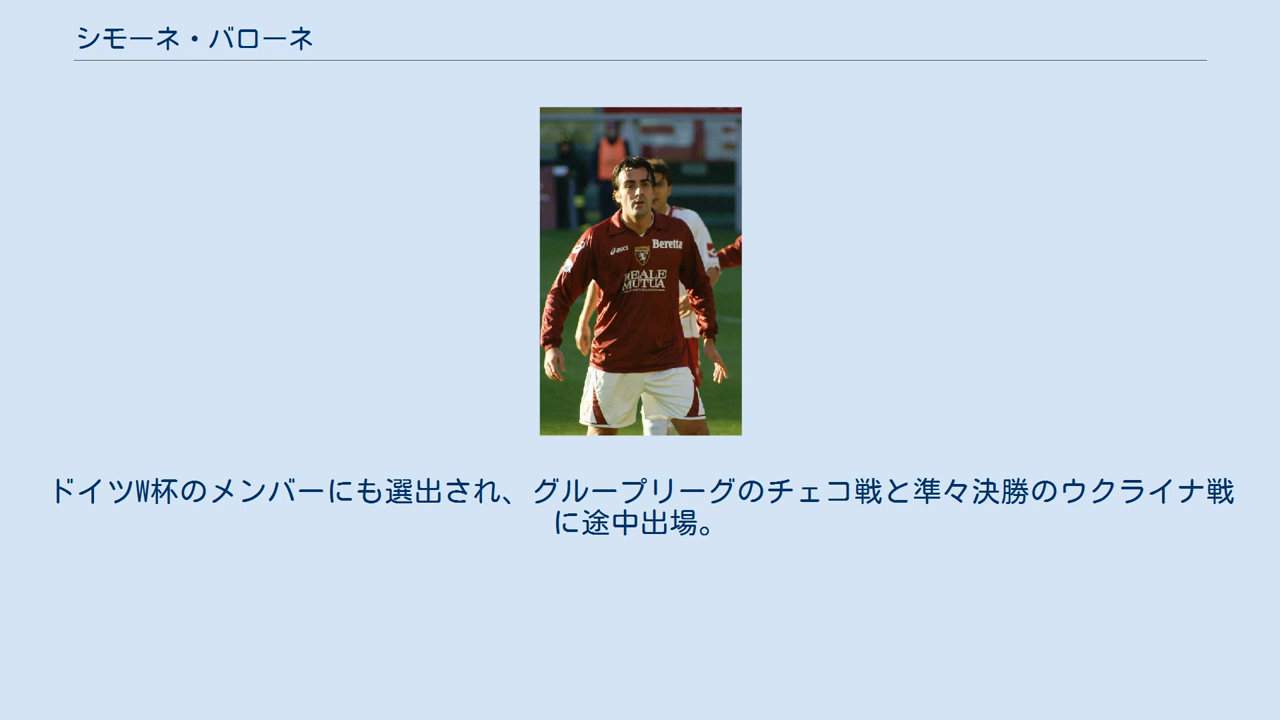 シモーネ・バローネ
asics
Beretta
REALE
MUTUA
ドイツW杯のメンバーにも選出され、グループリーグのチェコ戦と準々決勝のウクライナ戦
に途中出場。